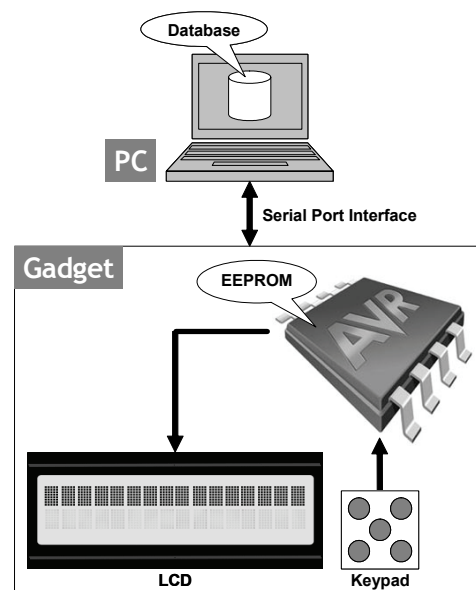 Database
PC
Serial Port Interface
Gadget
EEPROM
AVR
LCD
Keypad